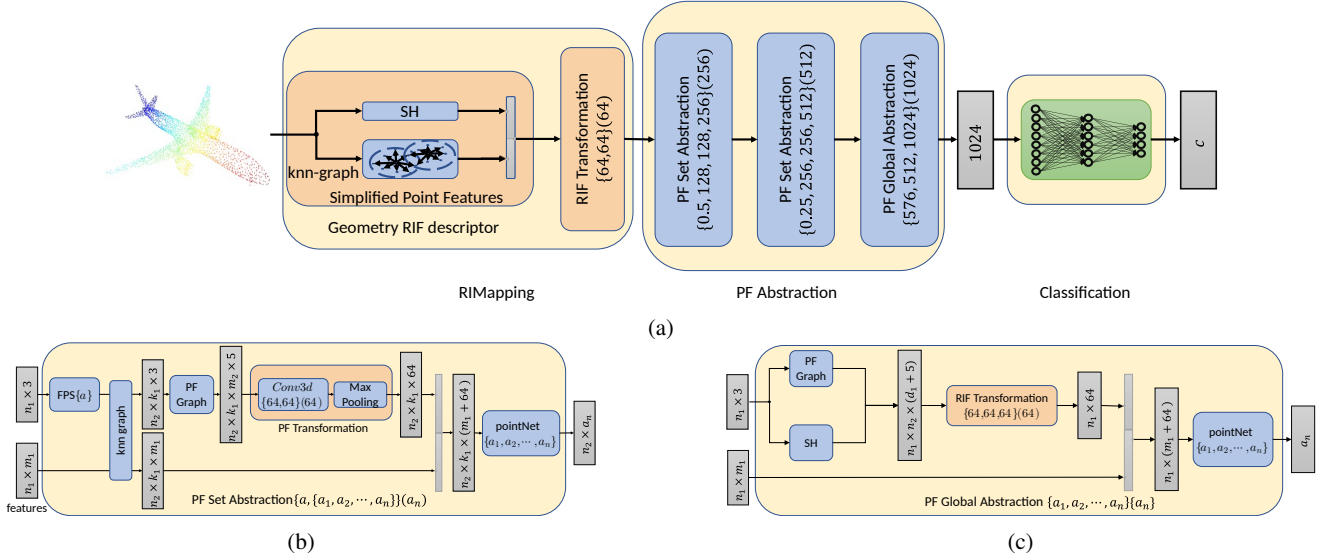 SH
knn-graph
Simplified Point Features
Geometry RIF descriptor
RIF Transformation
{64,64}(64)
PF Set Abstraction
{0.5, 128, 128, 256}(256)
PF Set Abstraction
{0.25, 256, 256, 512}(512)
PF Global Abstraction
{576, 512, 1024}(1024)
1024
c
RIMapping
PF Abstraction
Classification
(a)
n₁ × 3
FPS{a}
knn graph
n₂ × k₁ × 3
PF
Graph
n₂ × k₁ × m₂ × 5
Conv3d
{64,64}(64)
Max
Pooling
PF Transformation
n₂ × k₁ × 64
n₂ × k₁ × (m₁ + 64 )
pointNet
{a₁, a₂, ⋯ , aₙ}
n₂ × aₙ
n₁ × m₁
features
n₂ × k₁ × m₁
PF Set Abstraction{a, {a₁, a₂, ⋯, aₙ}}(aₙ)
(b)
n₁ × 3
PF
Graph
SH
n₁ × n₂ × (d₁ + 5)
RIF Transformation
{64,64,64}(64)
n₁ × 64
n₁ × (m₁ + 64 )
pointNet
{a₁, a₂, ⋯ , aₙ}
aₙ
n₁ × m₁
PF Global Abstraction {a₁, a₂, ⋯, aₙ}{aₙ}
(c)